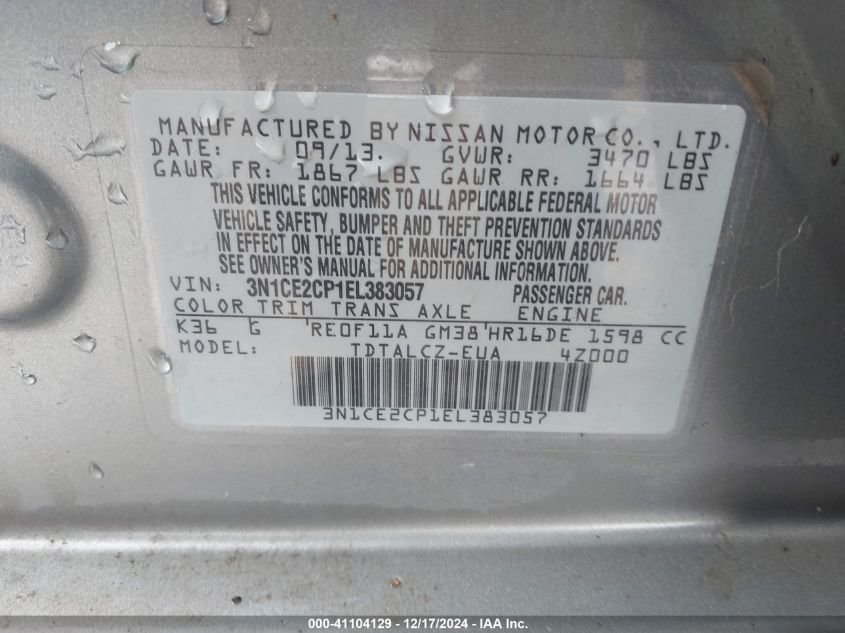 MANUFACTURED BY NISSAN MOTOR CO., LTD.
DATE: 09/13. GVWR: 3470 LBS
GAWR FR: 1867 LBS GAWR RR: 1664 LBS
THIS VEHICLE CONFORMS TO ALL APPLICABLE FEDERAL MOTOR
VEHICLE SAFETY, BUMPER AND THEFT PREVENTION STANDARDS
IN EFFECT ON THE DATE OF MANUFACTURE SHOWN ABOVE.
SEE OWNER'S MANUAL FOR ADDITIONAL INFORMATION.
VIN: 3N1CE2CP1EL383057 PASSENGER CAR.
COLOR TRIM TRANS AXLE ENGINE
K36 G RE0F11A GM38 HR16DE 1598 CC
MODEL: TDTALCZ-EUA 4Z000
3N1CE2CP1EL383057
000-41104129 - 12/17/2024 - IAA Inc.